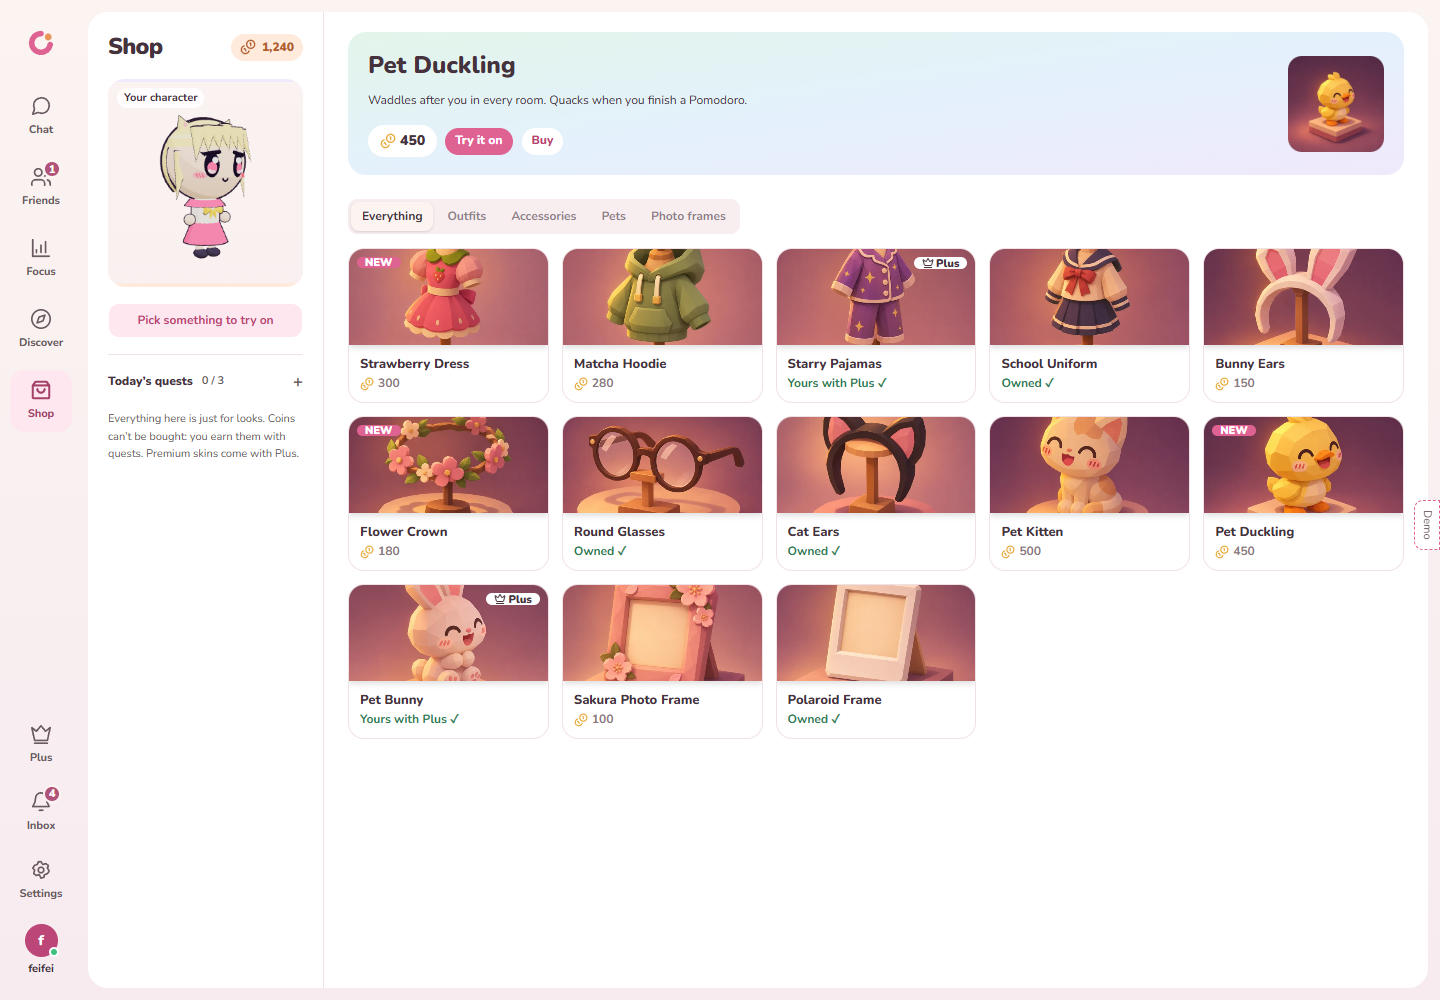 Shop
1,240
Your character
Pick something to try on
Today's quests 0 / 3 +
Everything here is just for looks. Coins
can't be bought: you earn them with
quests. Premium skins come with Plus.
Chat
1
Friends
Focus
Discover
Shop
Plus
4
Inbox
Settings
f
feifei
Pet Duckling
Waddles after you in every room. Quacks when you finish a Pomodoro.
450 Try it on Buy
Everything Outfits Accessories Pets Photo frames
NEW
Strawberry Dress
300
Matcha Hoodie
280
Plus
Starry Pajamas
Yours with Plus ✓
School Uniform
Owned ✓
Bunny Ears
150
NEW
Flower Crown
180
Round Glasses
Owned ✓
Cat Ears
Owned ✓
Pet Kitten
500
NEW
Pet Duckling
450
Plus
Pet Bunny
Yours with Plus ✓
Sakura Photo Frame
100
Polaroid Frame
Owned ✓
Demo